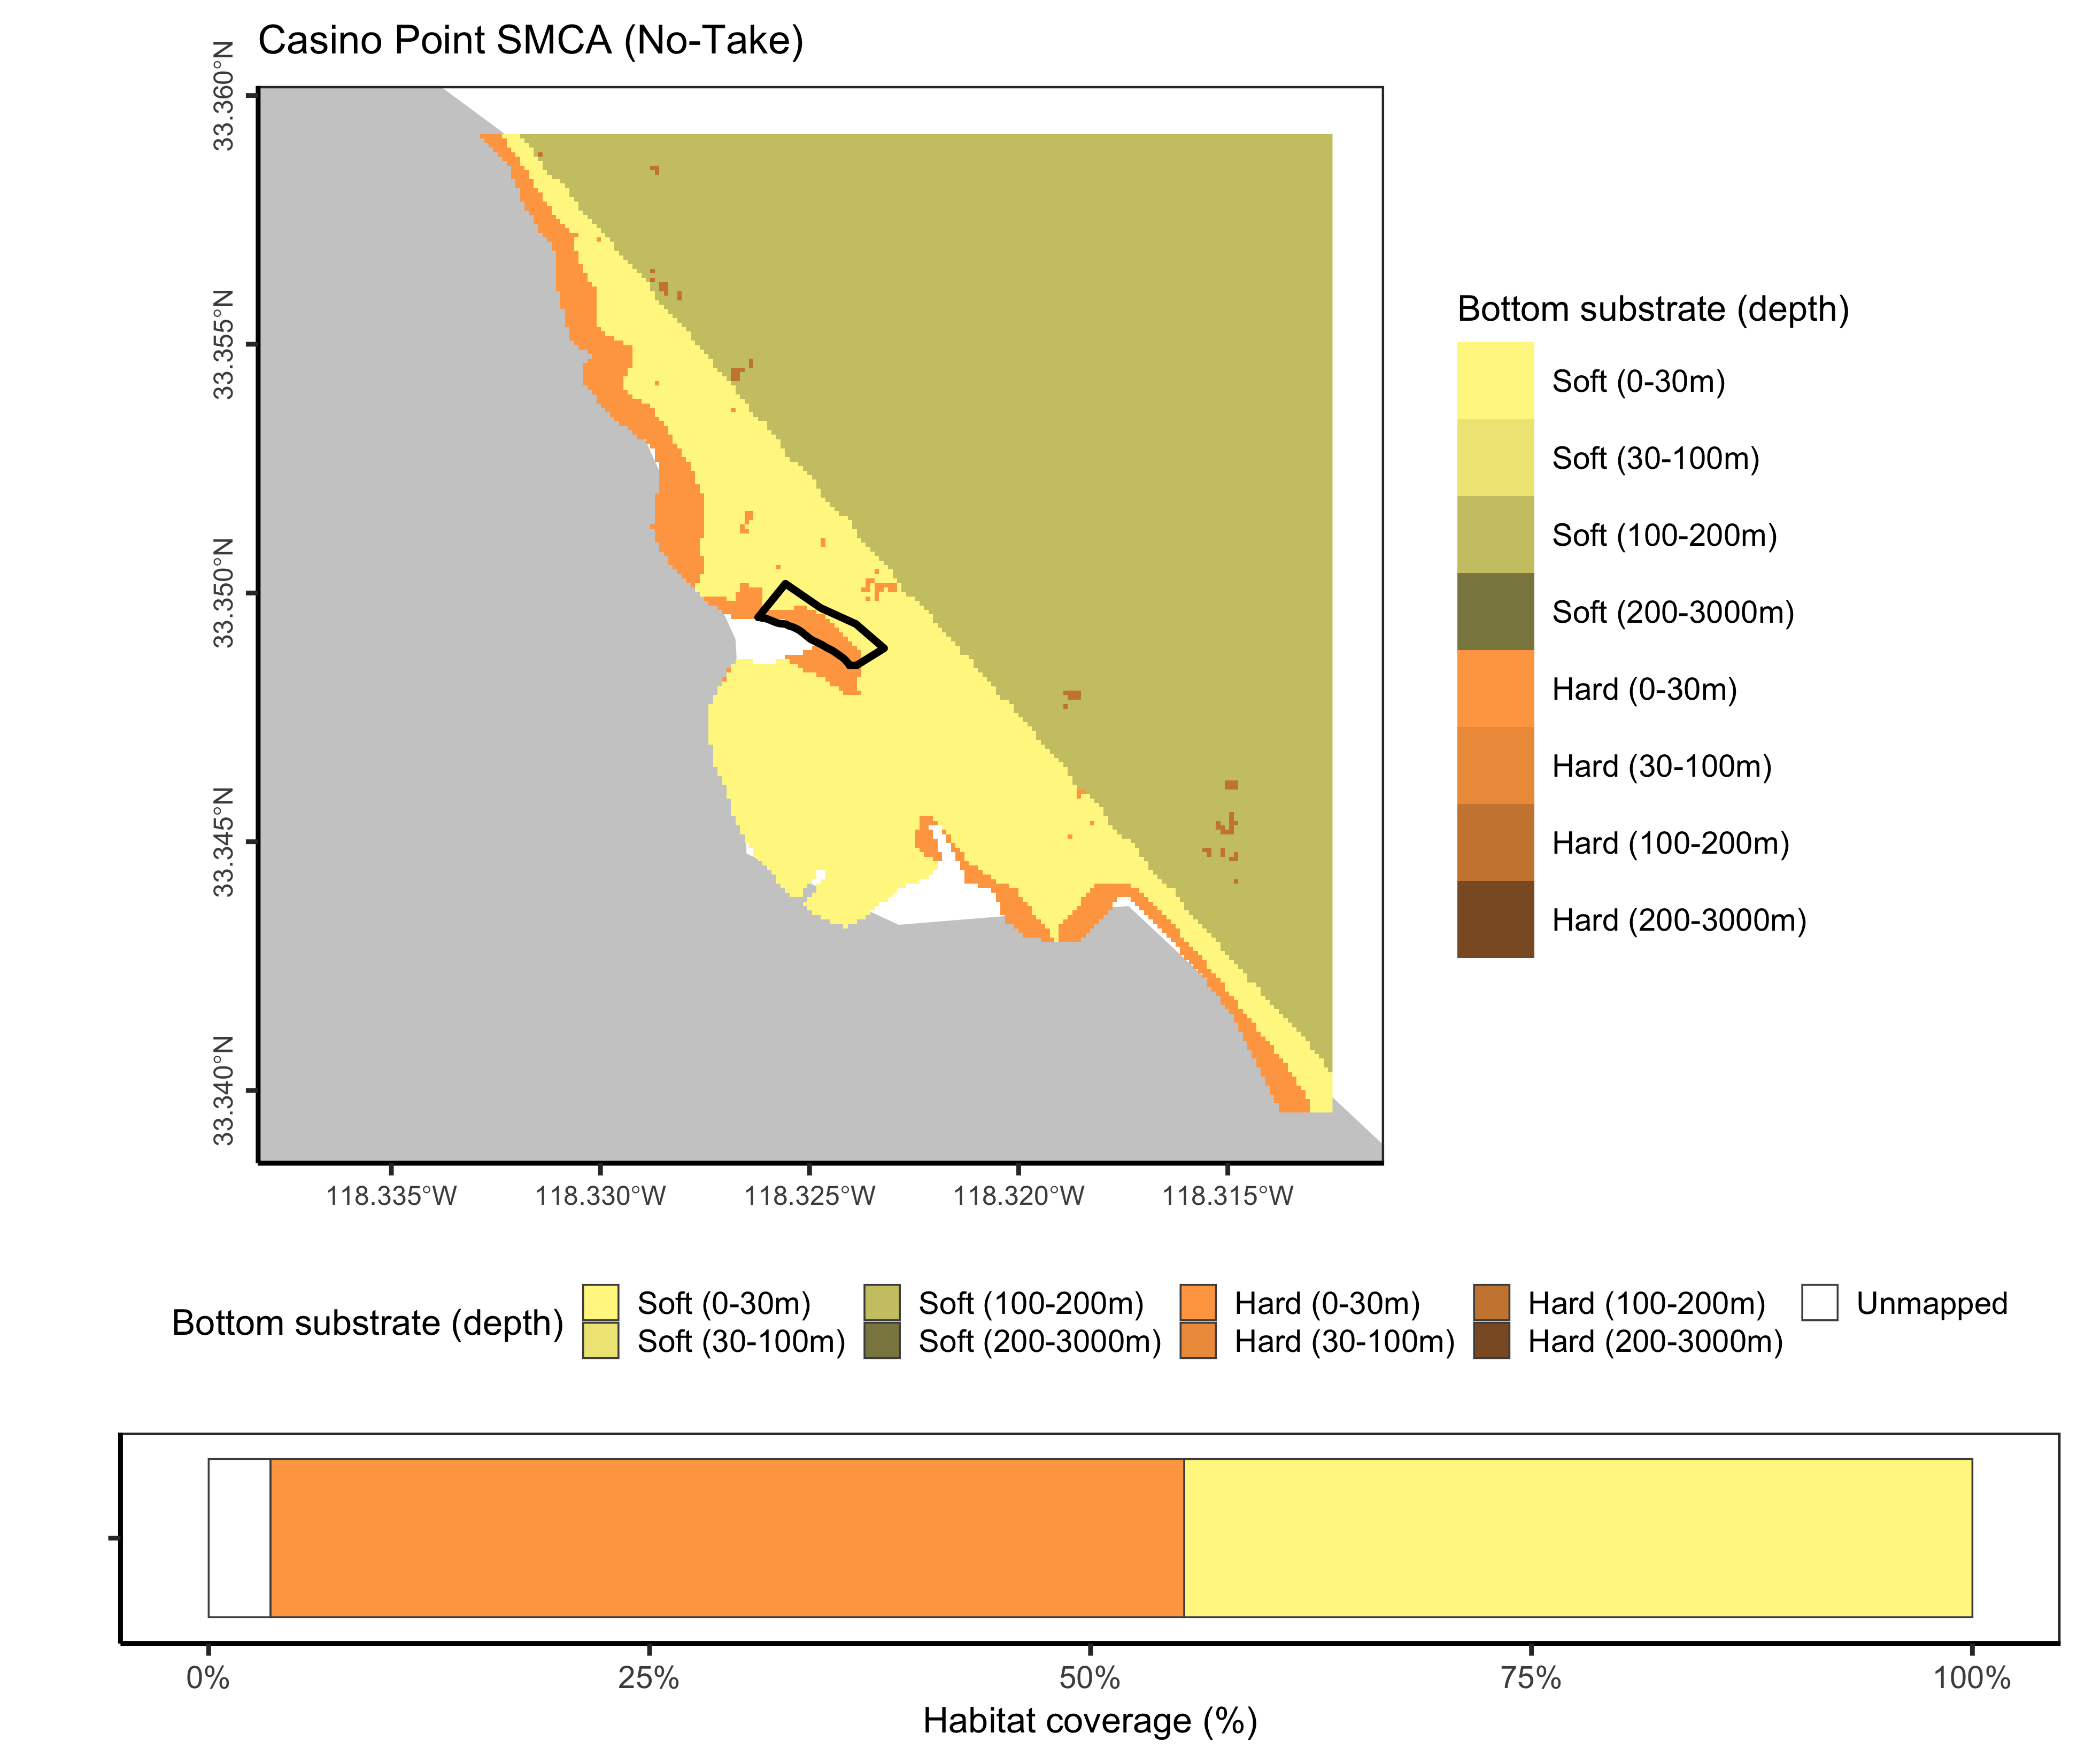 Casino Point SMCA (No-Take)
33.360°N
33.355°N
33.350°N
33.345°N
33.340°N
118.335°W 118.330°W 118.325°W 118.320°W 118.315°W
Bottom substrate (depth)
Soft (0-30m)
Soft (30-100m)
Soft (100-200m)
Soft (200-3000m)
Hard (0-30m)
Hard (30-100m)
Hard (100-200m)
Hard (200-3000m)
Bottom substrate (depth)
Soft (0-30m) Soft (100-200m) Hard (0-30m) Hard (100-200m) Unmapped
Soft (30-100m) Soft (200-3000m) Hard (30-100m) Hard (200-3000m)
0% 25% 50% 75% 100%
Habitat coverage (%)